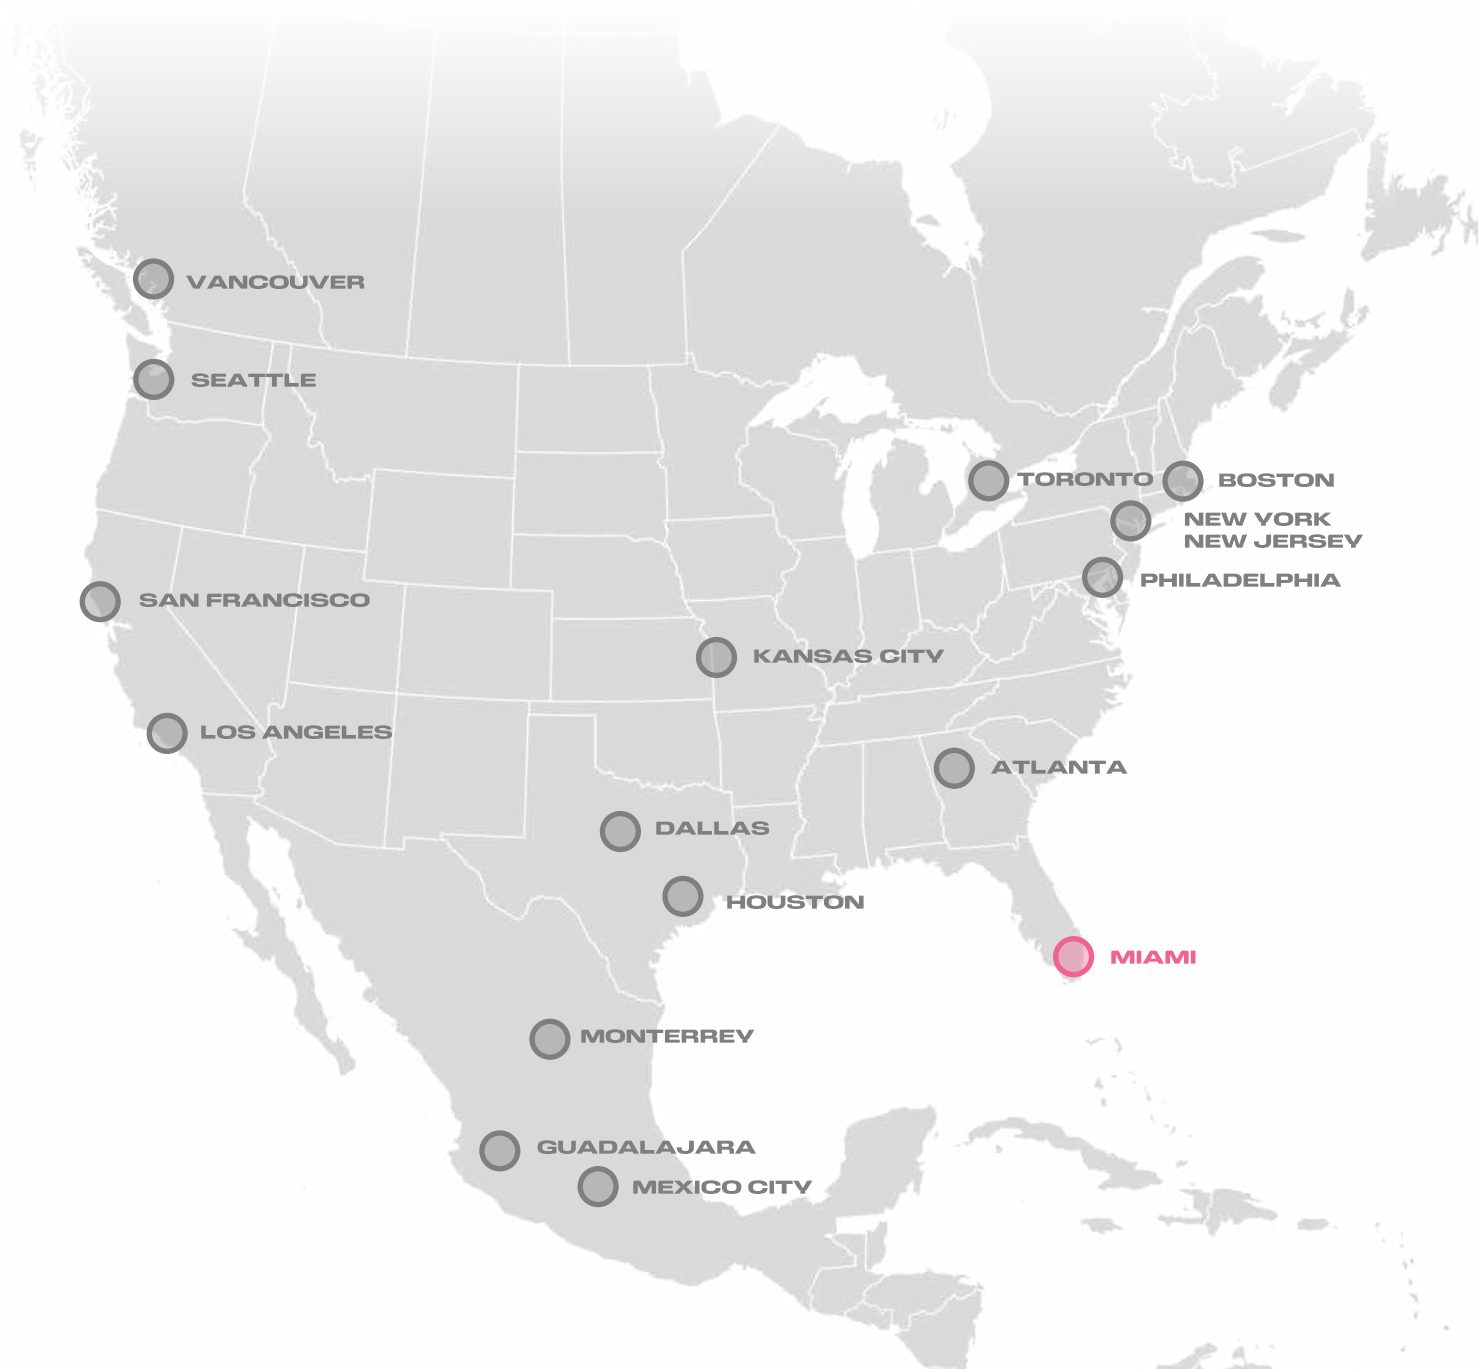 VANCOUVER
SEATTLE
TORONTO
BOSTON
NEW YORK
NEW JERSEY
PHILADELPHIA
SAN FRANCISCO
KANSAS CITY
LOS ANGELES
ATLANTA
DALLAS
HOUSTON
MIAMI
MONTERREY
GUADALAJARA
MEXICO CITY